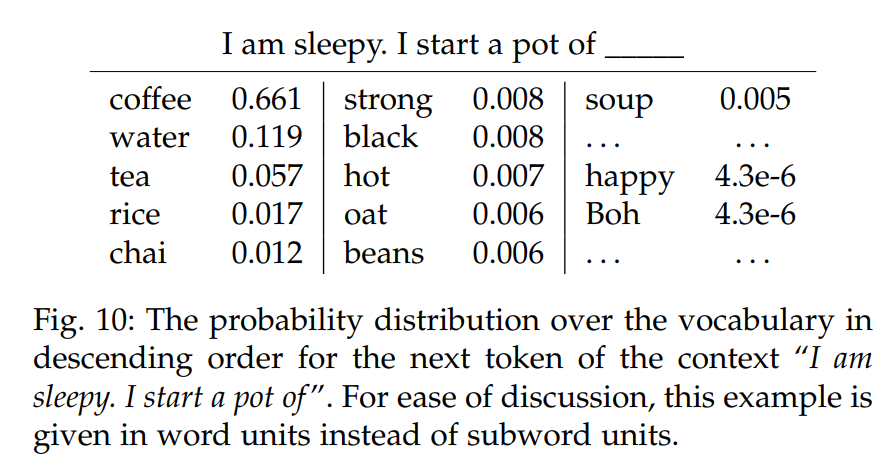 I am sleepy. I start a pot of _____
coffee 0.661 strong 0.008 soup 0.005
water 0.119 black 0.008 ... ...
tea 0.057 hot 0.007 happy 4.3e-6
rice 0.017 oat 0.006 Boh 4.3e-6
chai 0.012 beans 0.006 ... ...
Fig. 10: The probability distribution over the vocabulary in
descending order for the next token of the context “I am
sleepy. I start a pot of”. For ease of discussion, this example is
given in word units instead of subword units.